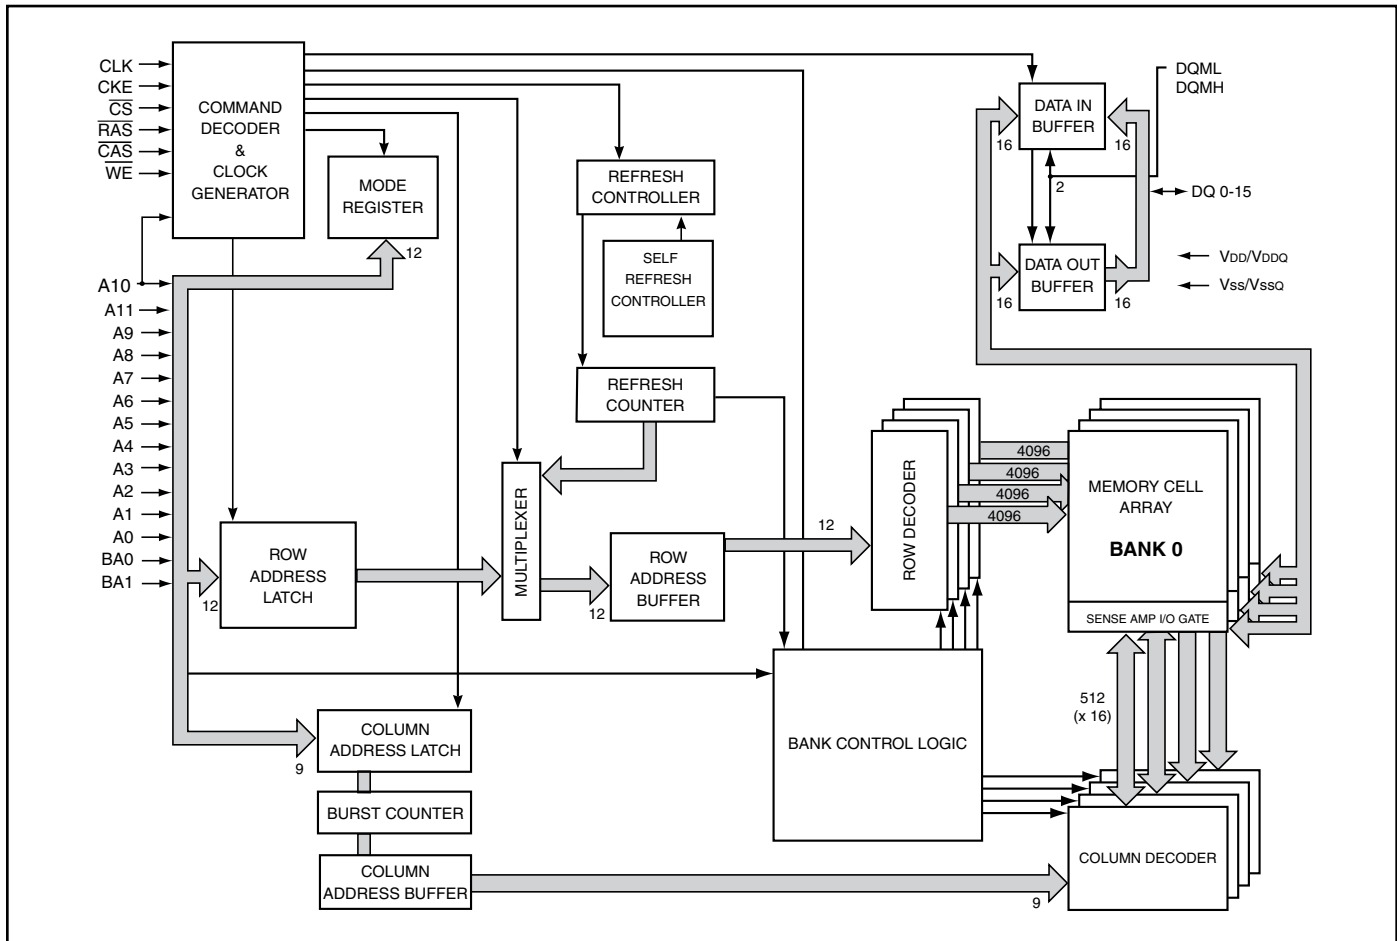 CLK
CKE
CS
RAS
CAS
WE
A10
A11
A9
A8
A7
A6
A5
A4
A3
A2
A1
A0
BA0
BA1
COMMAND
DECODER
&
CLOCK
GENERATOR
MODE
REGISTER
12
REFRESH
CONTROLLER
SELF
REFRESH
CONTROLLER
REFRESH
COUNTER
DATA IN
BUFFER
16
16
2
DQML
DQMH
DQ 0-15
DATA OUT
BUFFER
16
16
VDD/VDDQ
Vss/VssQ
12
ROW
ADDRESS
LATCH
MULTIPLEXER
12
ROW
ADDRESS
BUFFER
12
ROW DECODER
4096
4096
4096
4096
MEMORY CELL
ARRAY
BANK 0
SENSE AMP I/O GATE
512
(x 16)
BANK CONTROL LOGIC
9
COLUMN
ADDRESS LATCH
BURST COUNTER
COLUMN
ADDRESS BUFFER
9
COLUMN DECODER